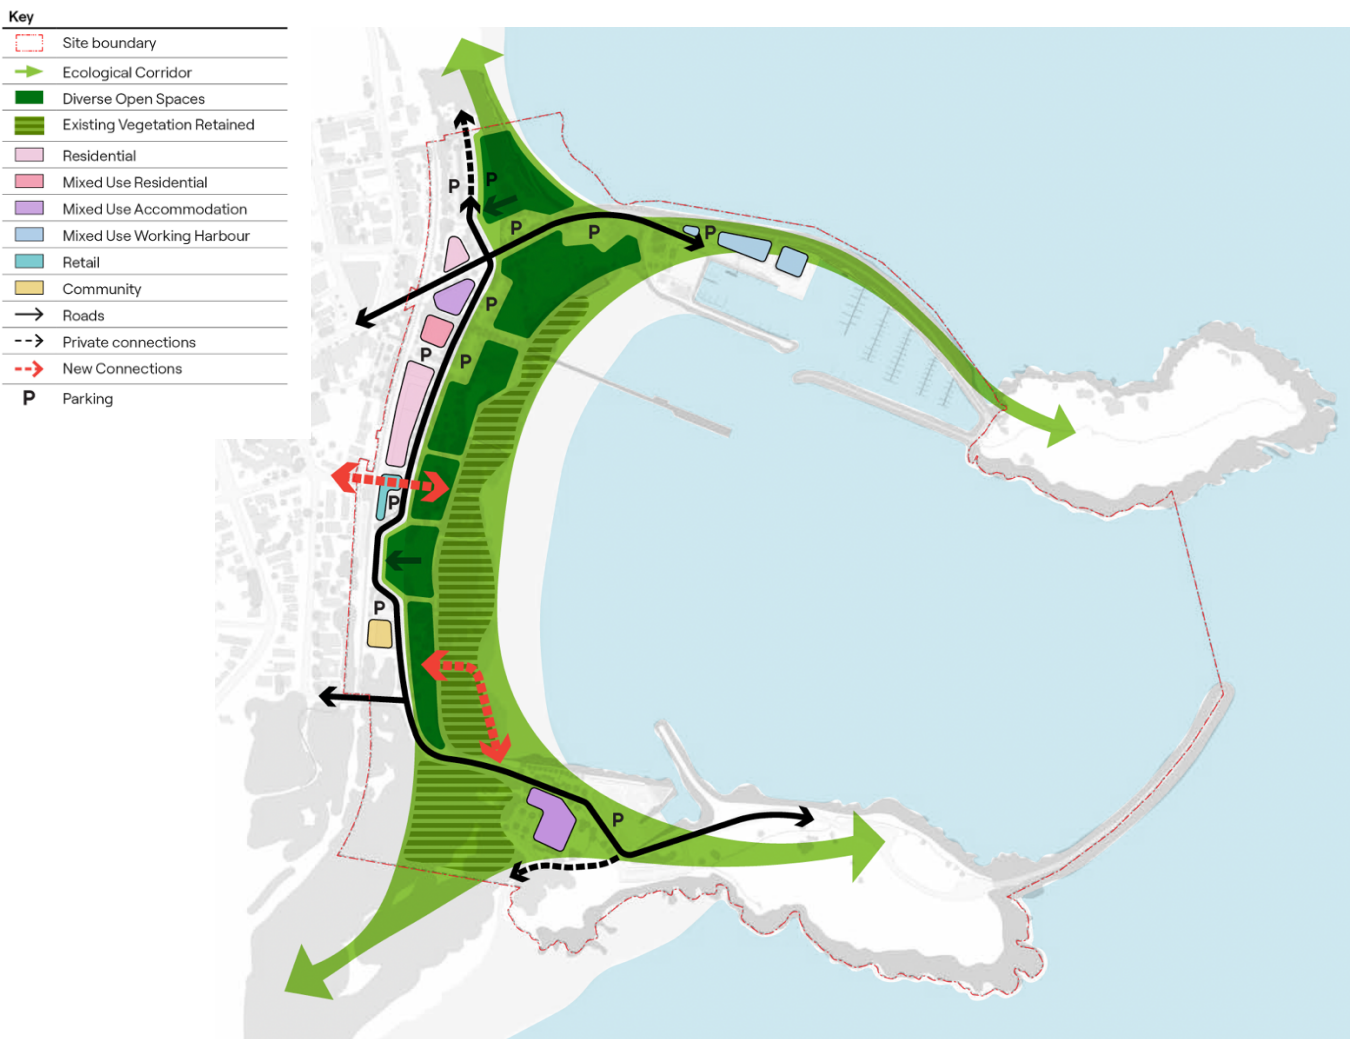 Key
Site boundary
Ecological Corridor
Diverse Open Spaces
Existing Vegetation Retained
Residential
Mixed Use Residential
Mixed Use Accommodation
Mixed Use Working Harbour
Retail
Community
Roads
Private connections
New Connections
P Parking
P P
P P P
P
P P
P
P
P